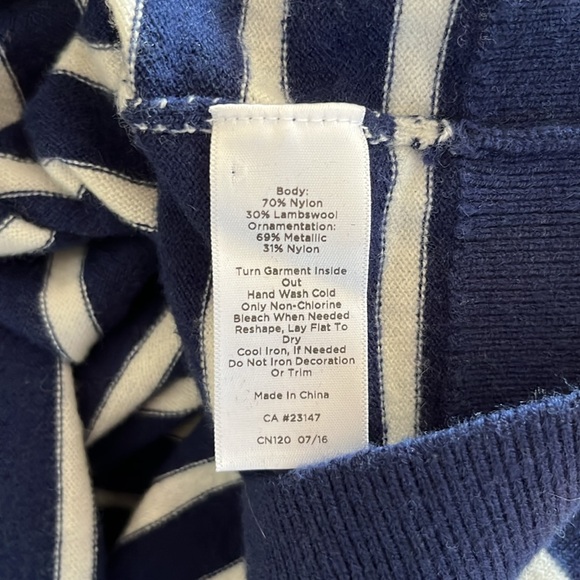 Body:
70% Nylon
30% Lambswool
Ornamentation:
69% Metallic
31% Nylon
Turn Garment Inside
Out
Hand Wash Cold
Only Non-Chlorine
Bleach When Needed
Reshape, Lay Flat To
Dry
Cool Iron, If Needed
Do Not Iron Decoration
Or Trim
Made In China
CA #23147
CN120 07/16